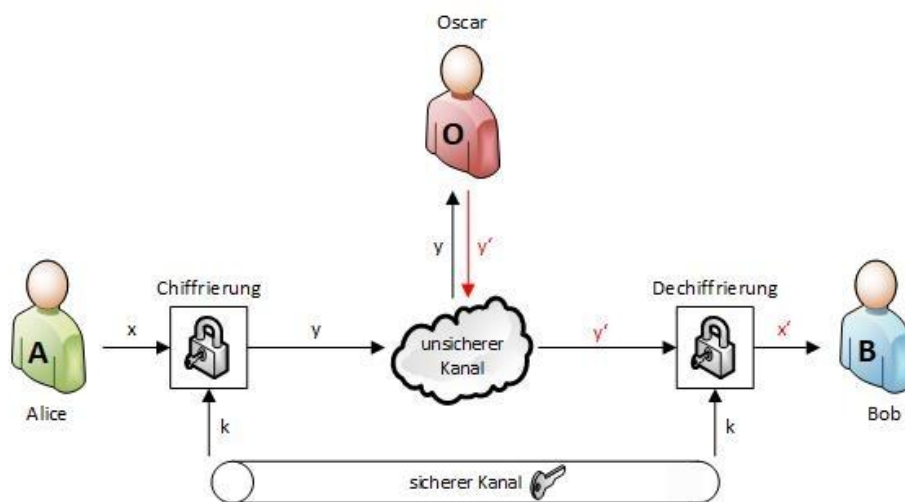 Oscar
O
y
y‘
Chiffrierung
Dechiffrierung
A
x
y
unsicherer
Kanal
y‘
x‘
B
Alice
k
k
Bob
sicherer Kanal